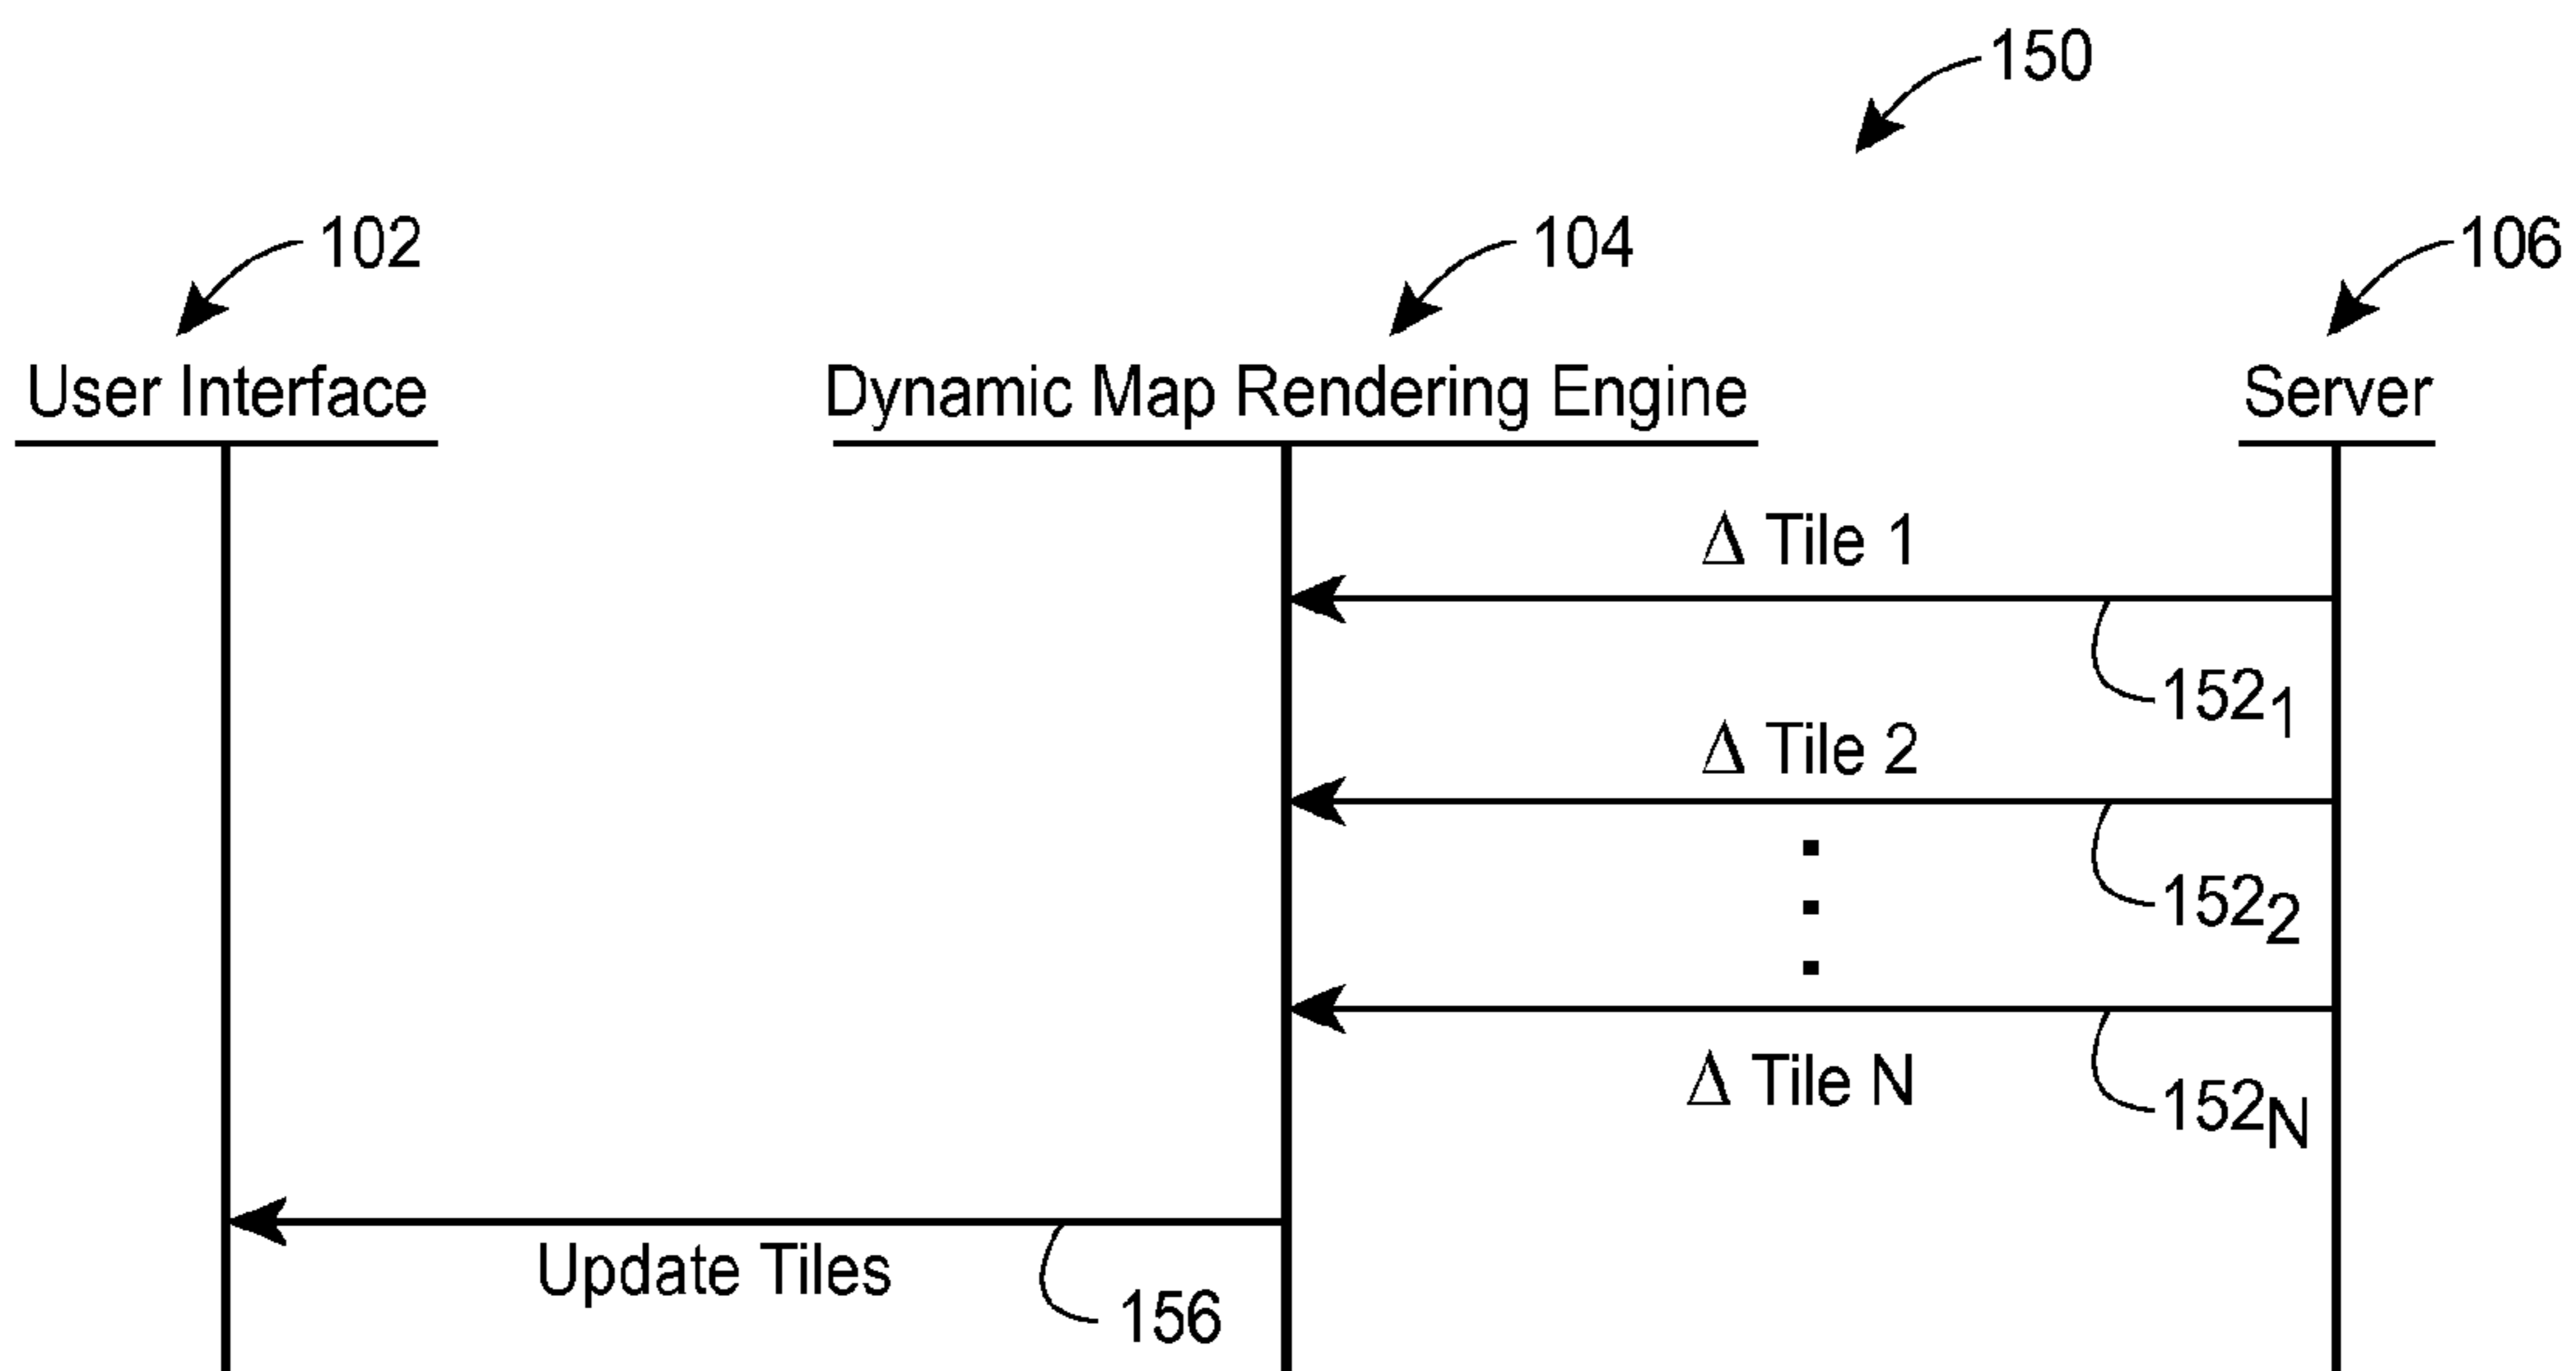 150
102
104
106
User Interface
Dynamic Map Rendering Engine
Server
Δ Tile 1
152₁
Δ Tile 2
152₂
Δ Tile N
152N
Update Tiles
156